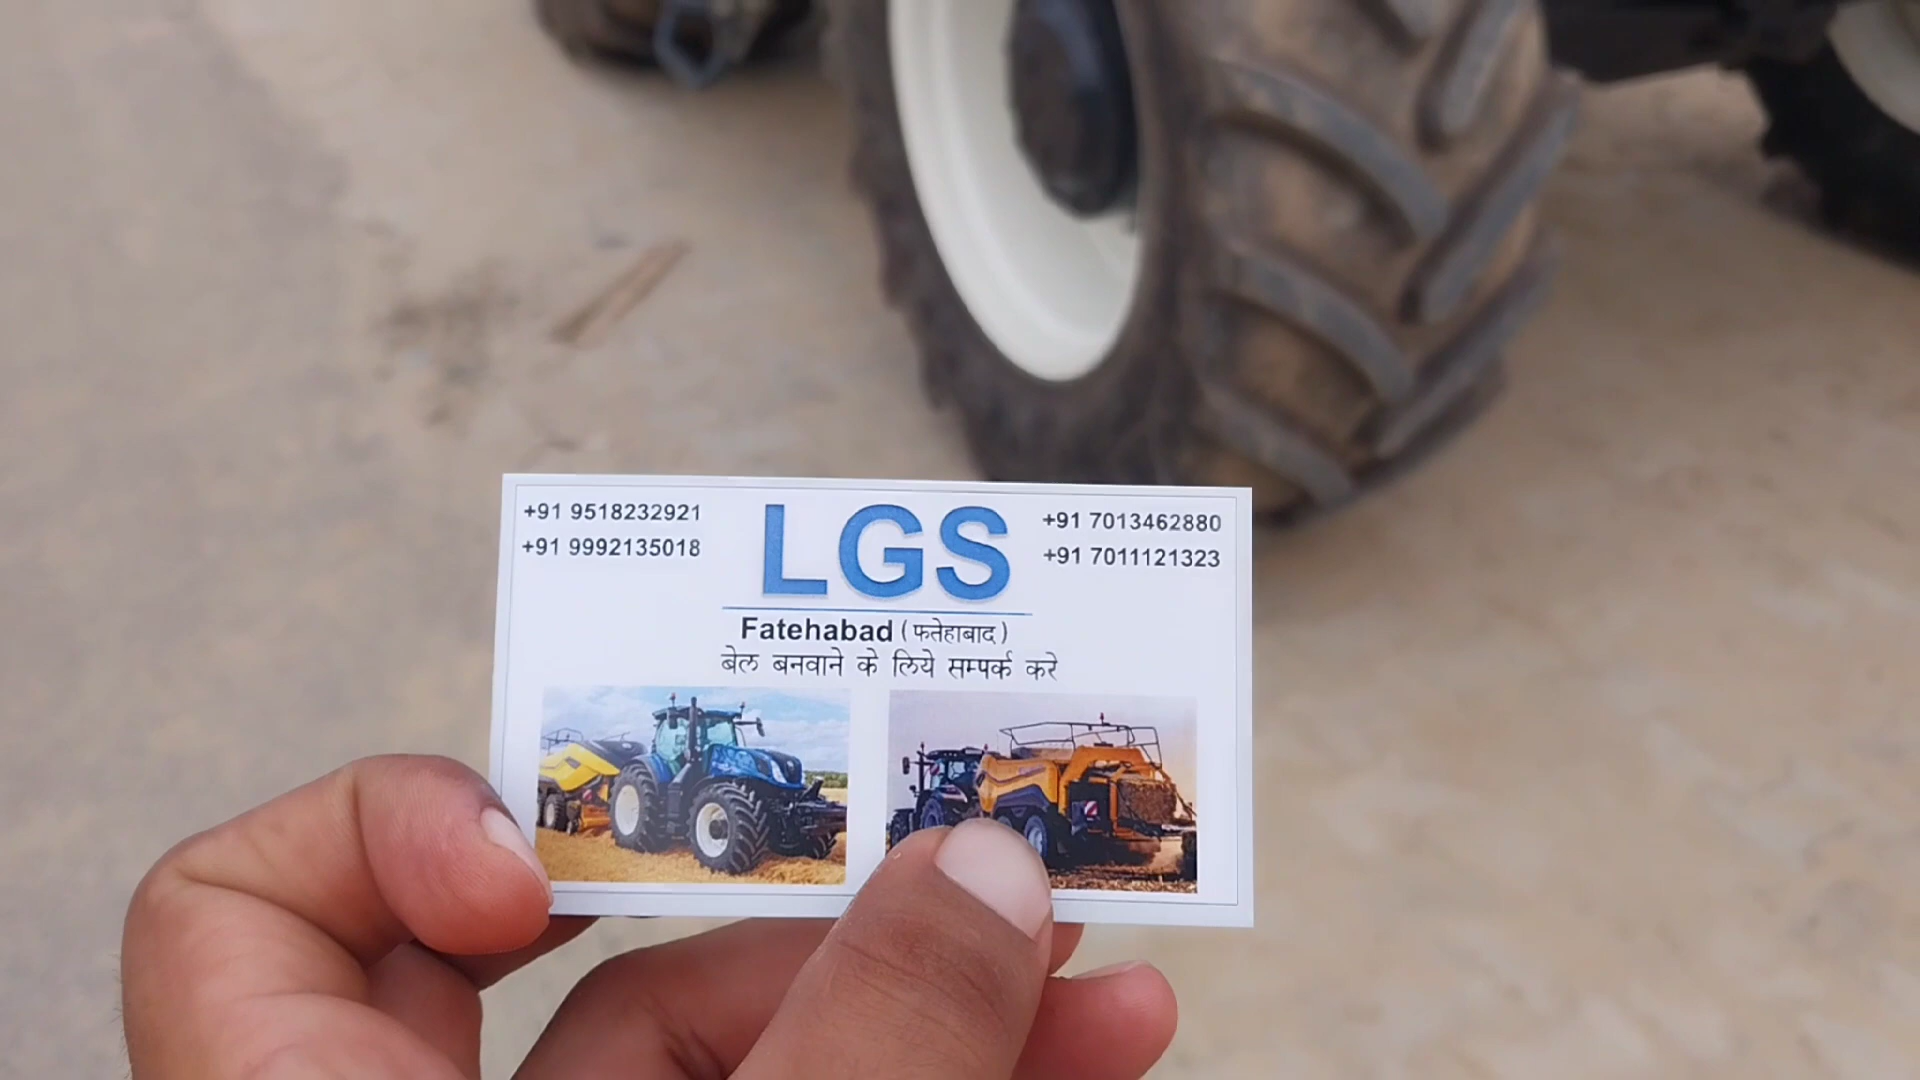 +91 9518232921
+91 9992135018
LGS
+91 7013462880
+91 7011121323
Fatehabad (फतेहाबाद)
बेल बनवाने के लिये सम्पर्क करे